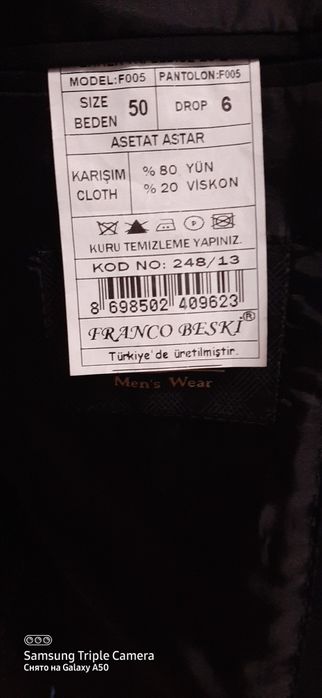 MODEL:F005 PANTOLON:F005
SIZE BEDEN 50 DROP 6
ASETAT ASTAR
KARIŞIM CLOTH % 80 YÜN
% 20 VİSKON
KURU TEMİZLEME YAPINIZ.
KOD NO: 248/13
8 698502 409623
FRANCO BESKİ®
Türkiye'de üretilmiştir.
Men's Wear
Samsung Triple Camera
Снято на Galaxy A50